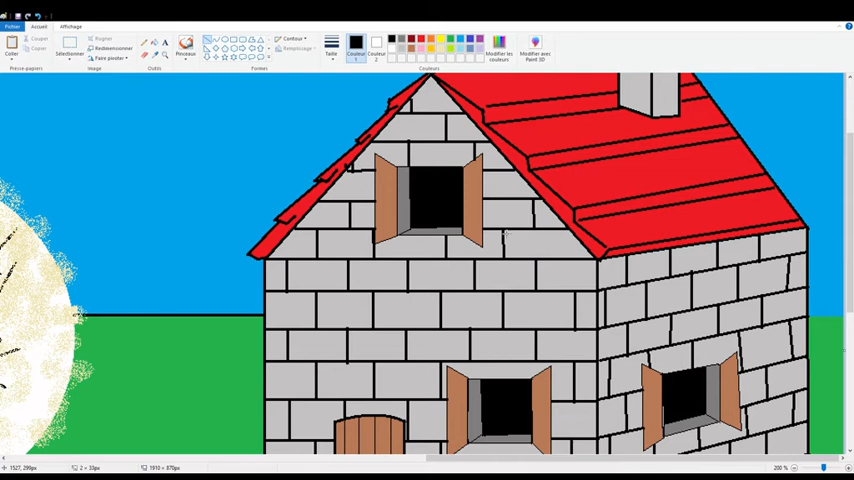 Fichier Accueil Affichage
Coller
Couper
Copier
Presse-papiers
Sélectionner
Rogner
Redimensionner
Faire pivoter
Image
A
Outils
Pinceaux
Contour
Remplissage
Formes
Taille
Couleur
1
Couleur
2
Modifier les
couleurs
Modifier avec
Paint 3D
Couleurs
1527, 299px
2 × 33px
1910 × 870px
200 %